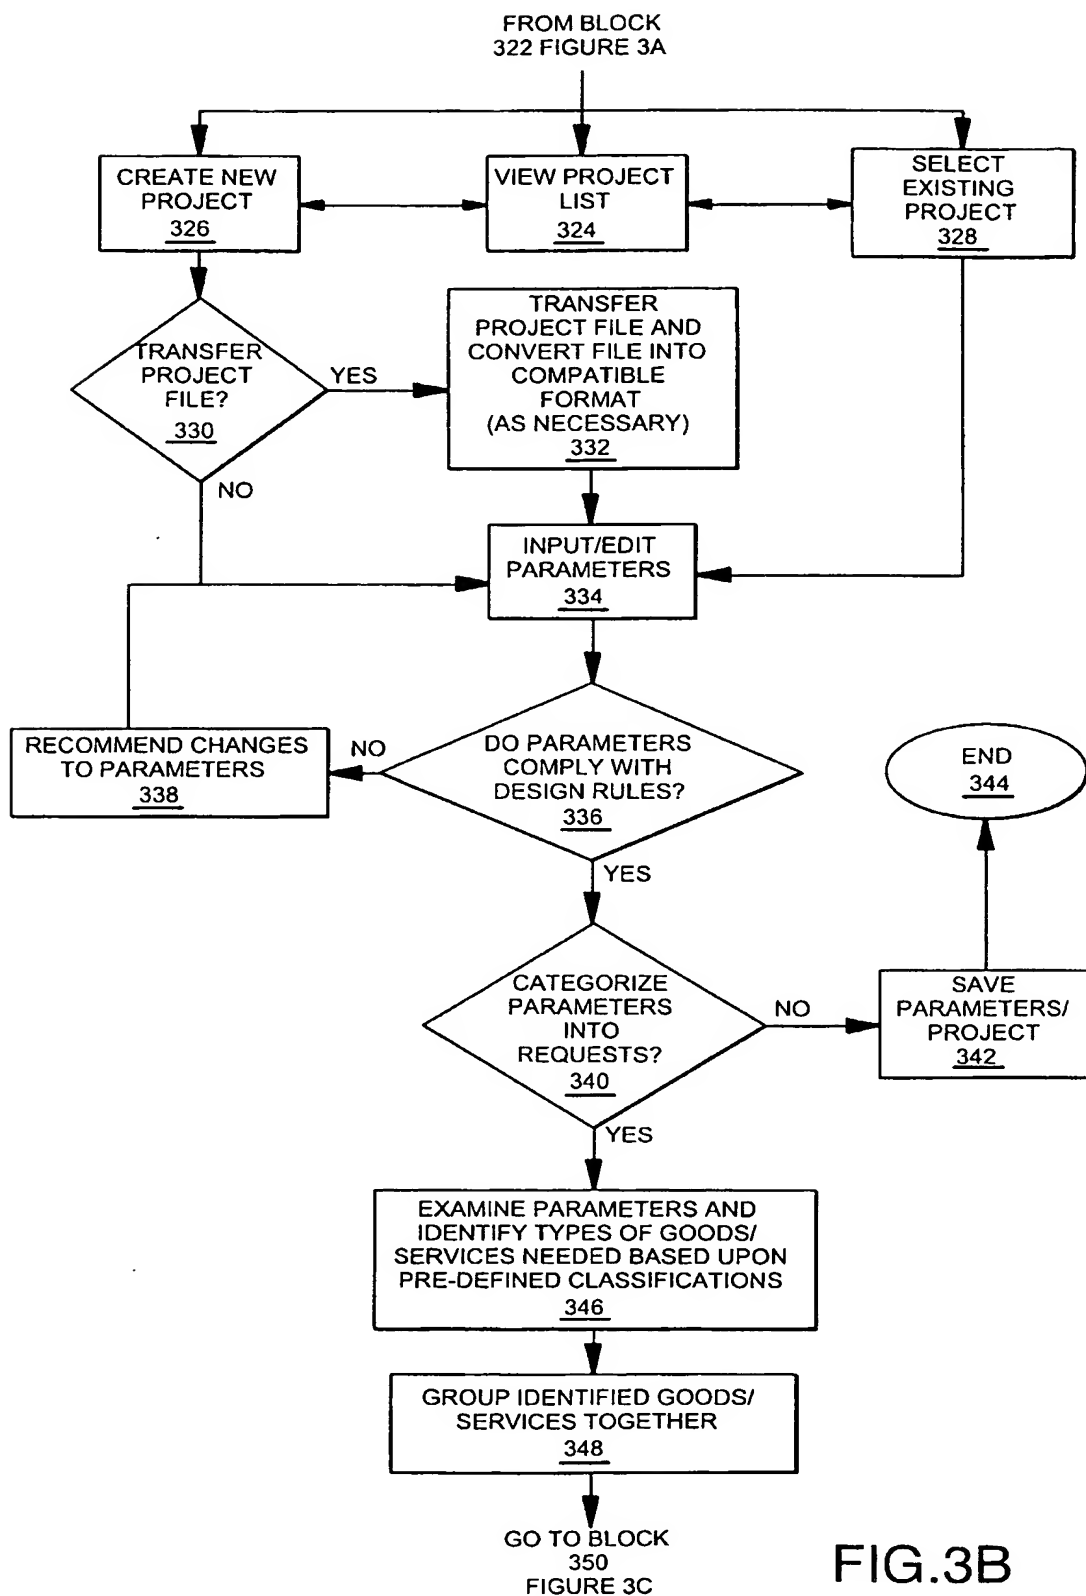 FROM BLOCK
322 FIGURE 3A
CREATE NEW
PROJECT
326
VIEW PROJECT
LIST
324
SELECT
EXISTING
PROJECT
328
TRANSFER
PROJECT
FILE?
330
YES
NO
TRANSFER
PROJECT FILE AND
CONVERT FILE INTO
COMPATIBLE
FORMAT
(AS NECESSARY)
332
INPUT/EDIT
PARAMETERS
334
RECOMMEND CHANGES
TO PARAMETERS
338
NO
DO PARAMETERS
COMPLY WITH
DESIGN RULES?
336
YES
END
344
CATEGORIZE
PARAMETERS
INTO
REQUESTS?
340
NO
YES
SAVE
PARAMETERS/
PROJECT
342
EXAMINE PARAMETERS AND
IDENTIFY TYPES OF GOODS/
SERVICES NEEDED BASED UPON
PRE-DEFINED CLASSIFICATIONS
346
GROUP IDENTIFIED GOODS/
SERVICES TOGETHER
348
GO TO BLOCK
350
FIGURE 3C
FIG.3B